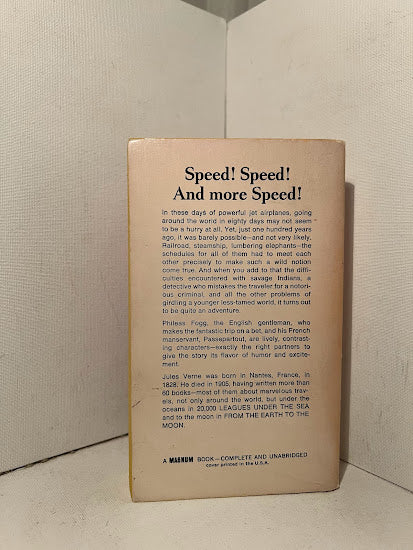 Speed! Speed!
And more Speed!
In these days of powerful jet airplanes, going
around the world in eighty days may not seem
to be a hurry at all. Yet, just one hundred years
ago, it was barely possible—and not very likely.
Railroad, steamship, lumbering elephants—the
schedules for all of them had to meet each
other precisely to make such a wild notion
come true. And when you add to that the diffi-
culties encountered with savage Indians, a
detective who mistakes the traveler for a notori-
ous criminal, and all the other problems of
girdling a younger less-tamed world, it turns out
to be quite an adventure.
Phileas Fogg, the English gentleman, who
makes the fantastic trip on a bet, and his French
manservant, Passepartout, are lively, contrast-
ing characters—exactly the right partners to
give the story its flavor of humor and excite-
ment.
Jules Verne was born in Nantes, France, in
1828. He died in 1905, having written more than
60 books—most of them about marvelous trav-
els, not only around the world, but under the
oceans in 20,000 LEAGUES UNDER THE SEA
and to the moon in FROM THE EARTH TO THE
MOON.
A MAGNUM BOOK—COMPLETE AND UNABRIDGED
cover printed in the U.S.A.